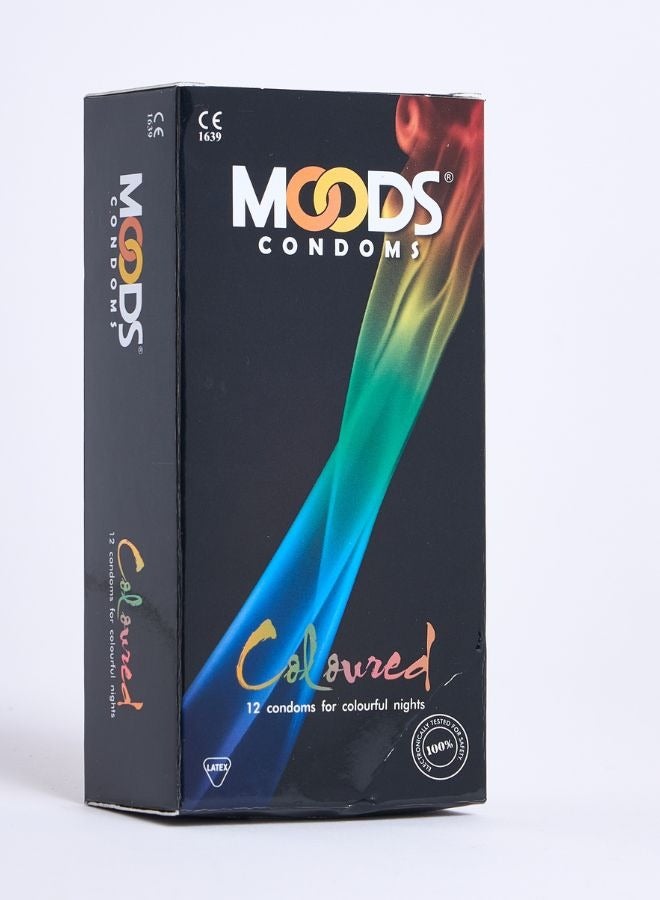 CE
1639
MOODS®
CONDOMS
Coloured
12 condoms for colourful nights
CE
1639
MOODS®
CONDOMS
Coloured
12 condoms for colourful nights
LATEX
ELECTRONICALLY TESTED FOR SAFETY
100%